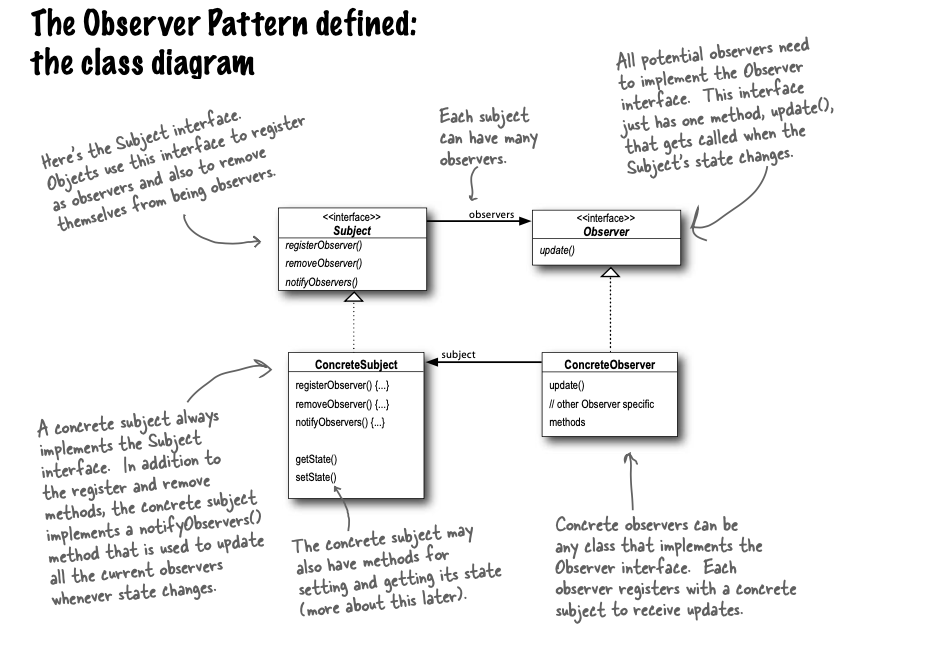 The Observer Pattern defined:
the class diagram
All potential observers need
to implement the Observer
interface. This interface
just has one method, update(),
that gets called when the
Subject's state changes.
Here's the Subject interface.
Objects use this interface to register
as observers and also to remove
themselves from being observers.
Each subject
can have many
observers.
<<interface>>
Subject
registerObserver()
removeObserver()
notifyObservers()
observers
<<interface>>
Observer
update()
ConcreteSubject
registerObserver() {...}
removeObserver() {...}
notifyObservers() {...}
getState()
setState()
subject
ConcreteObserver
update()
// other Observer specific
methods
A concrete subject always
implements the Subject
interface. In addition to
the register and remove
methods, the concrete subject
implements a notifyObservers()
method that is used to update
all the current observers
whenever state changes.
The concrete subject may
also have methods for
setting and getting its state
(more about this later).
Concrete observers can be
any class that implements the
Observer interface. Each
observer registers with a concrete
subject to receive updates.